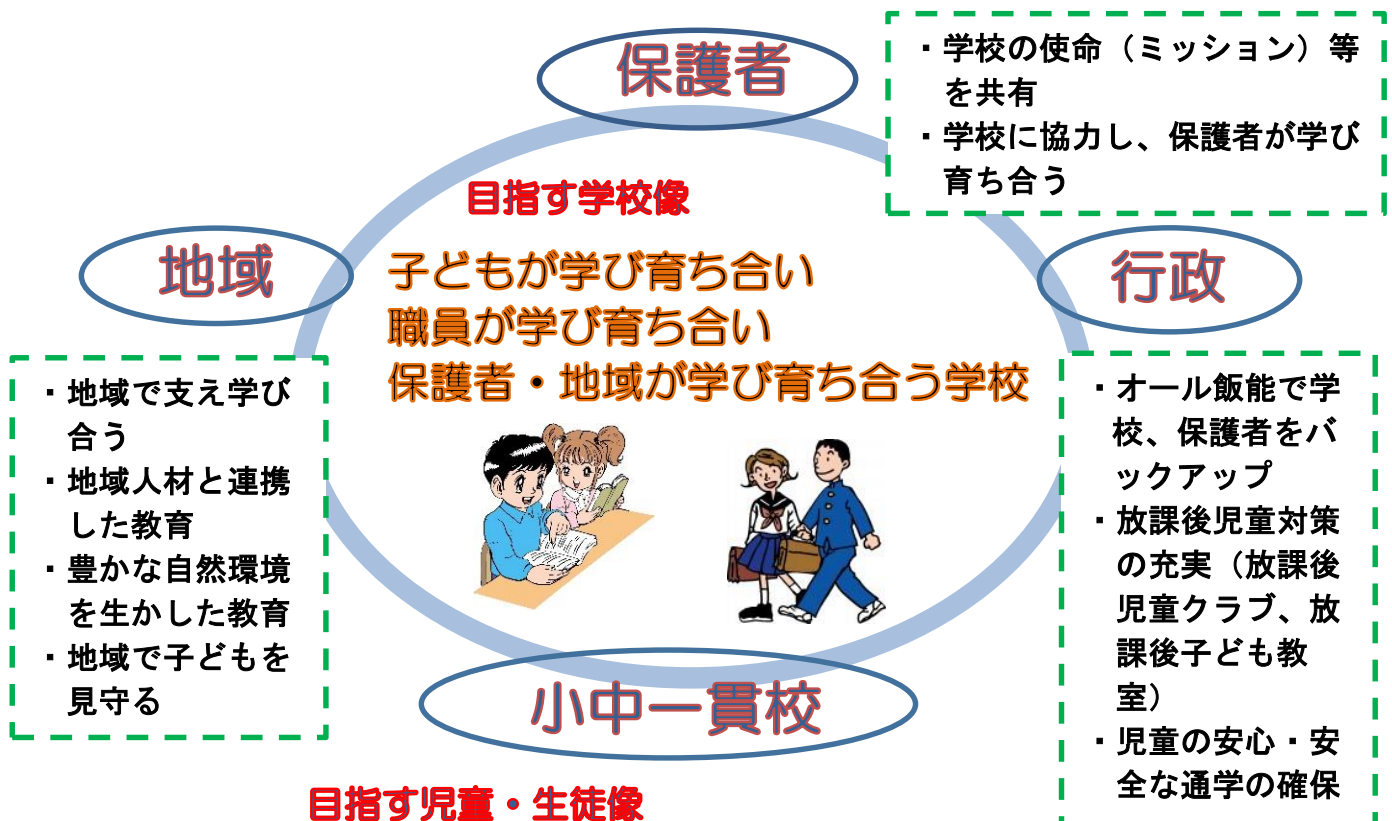 保護者
・学校の使命（ミッション）等
を共有
・学校に協力し、保護者が学び
育ち合う
目指す学校像
地域
行政
子どもが学び育ち合い
職員が学び育ち合い
保護者・地域が学び育ち合う学校
・地域で支え学び
合う
・地域人材と連携
した教育
・豊かな自然環境
を生かした教育
・地域で子どもを
見守る
・オール飯能で学
校、保護者をバ
ックアップ
・放課後児童対策
の充実（放課後
児童クラブ、放
課後子ども教
室）
・児童の安心・安
全な通学の確保
小中一貫校
目指す児童・生徒像